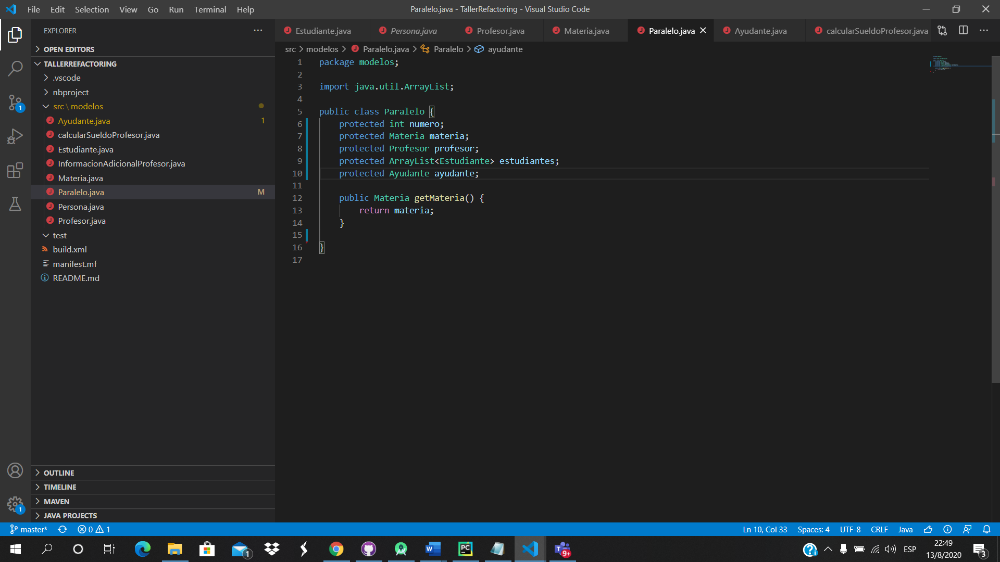 File Edit Selection View Go Run Terminal Help
Paralelo.java - TallerRefactoring - Visual Studio Code
EXPLORER
OPEN EDITORS
TALLERREFACTORING
.vscode
nbproject
src \ modelos
Ayudante.java 1
calcularSueldoProfesor.java
Estudiante.java
InformacionAdicionalProfesor.java
Materia.java
Paralelo.java M
Persona.java
Profesor.java
test
build.xml
manifest.mf
README.md
OUTLINE
TIMELINE
MAVEN
JAVA PROJECTS
1
1
Estudiante.java Persona.java Profesor.java Materia.java Paralelo.java Ayudante.java calcularSueldoProfesor.java
src > modelos > Paralelo.java > Paralelo > ayudante
1 package modelos;
2
3 import java.util.ArrayList;
4
5 public class Paralelo {
6 protected int numero;
7 protected Materia materia;
8 protected Profesor profesor;
9 protected ArrayList<Estudiante> estudiantes;
10 protected Ayudante ayudante;
11
12 public Materia getMateria() {
13 return materia;
14 }
15
16 }
17
master* 0 1
Ln 10, Col 33 Spaces: 4 UTF-8 CRLF Java
1
W
PC
T 9+
ESP
22:49
13/8/2020
3